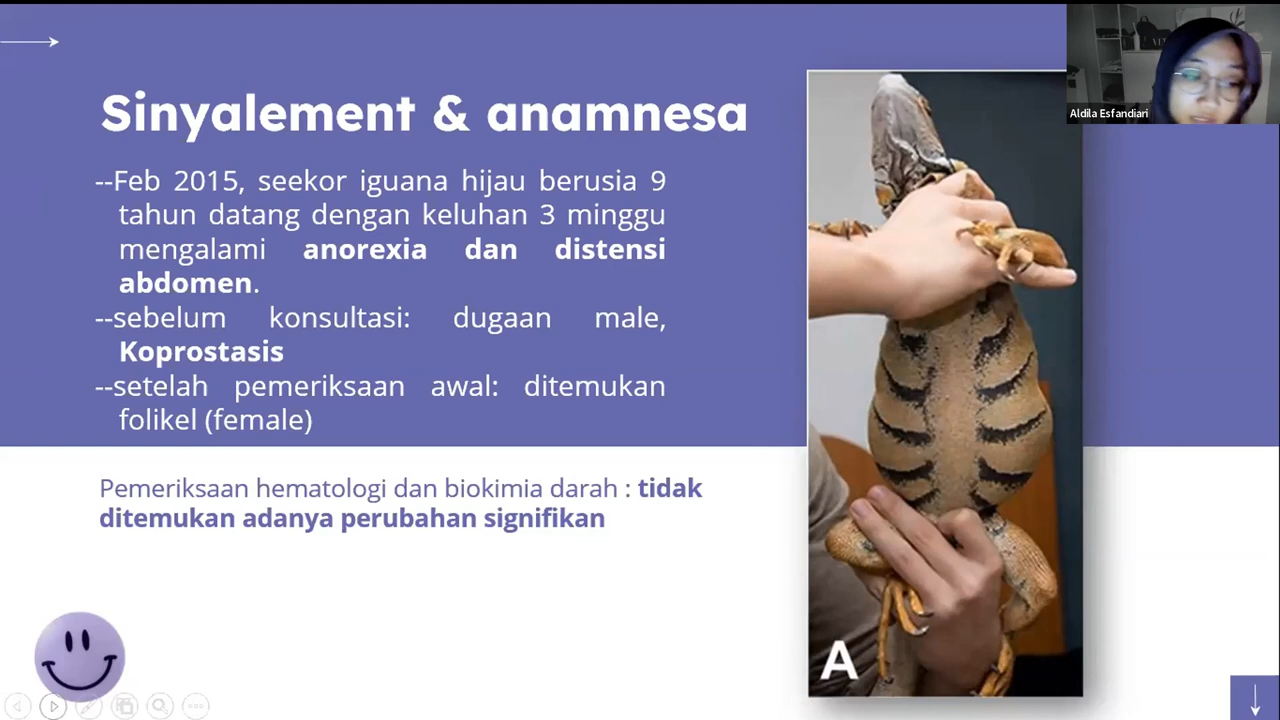 Sinyalement & anamnesa
--Feb 2015, seekor iguana hijau berusia 9
tahun datang dengan keluhan 3 minggu
mengalami anorexia dan distensi
abdomen.
--sebelum konsultasi: dugaan male,
Koprostasis
--setelah pemeriksaan awal: ditemukan
folikel (female)
Pemeriksaan hematologi dan biokimia darah : tidak
ditemukan adanya perubahan signifikan
A
Aldila Esfandiari